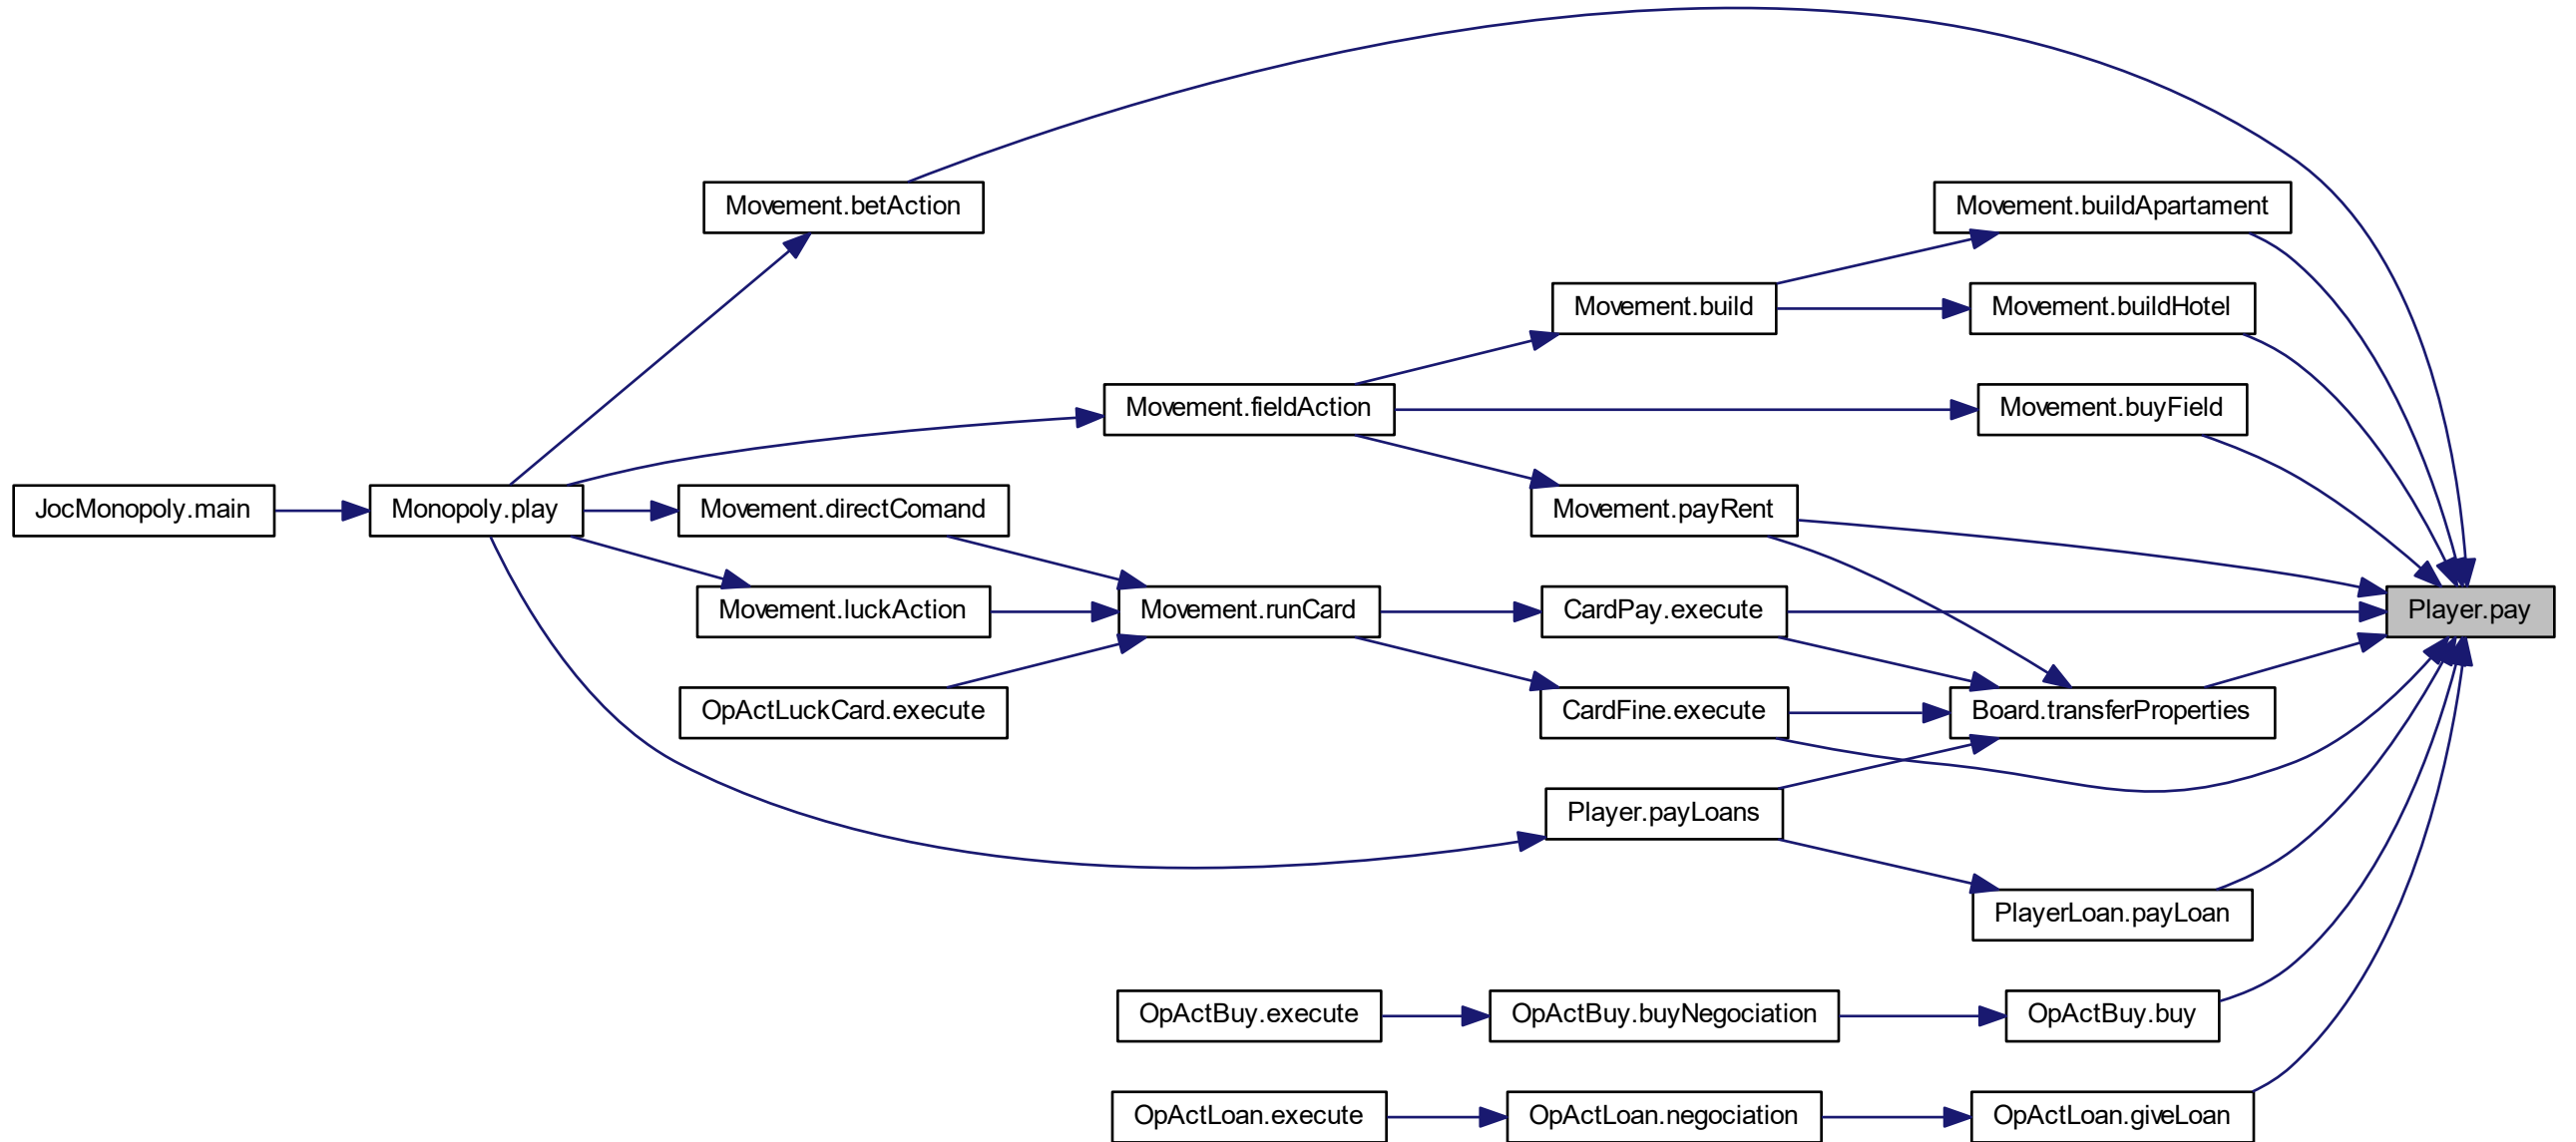 Movement.betAction
Movement.buildApartament
Movement.build
Movement.buildHotel
Movement.fieldAction
Movement.buyField
JocMonopoly.main
Monopoly.play
Movement.directComand
Movement.payRent
Movement.luckAction
Movement.runCard
CardPay.execute
Player.pay
OpActLuckCard.execute
CardFine.execute
Board.transferProperties
Player.payLoans
PlayerLoan.payLoan
OpActBuy.execute
OpActBuy.buyNegociation
OpActBuy.buy
OpActLoan.execute
OpActLoan.negociation
OpActLoan.giveLoan